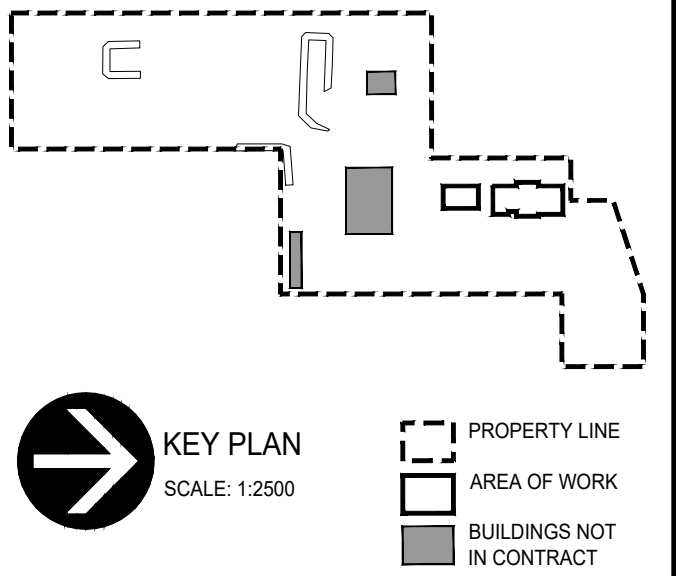 KEY PLAN
SCALE: 1:2500
PROPERTY LINE
AREA OF WORK
BUILDINGS NOT
IN CONTRACT